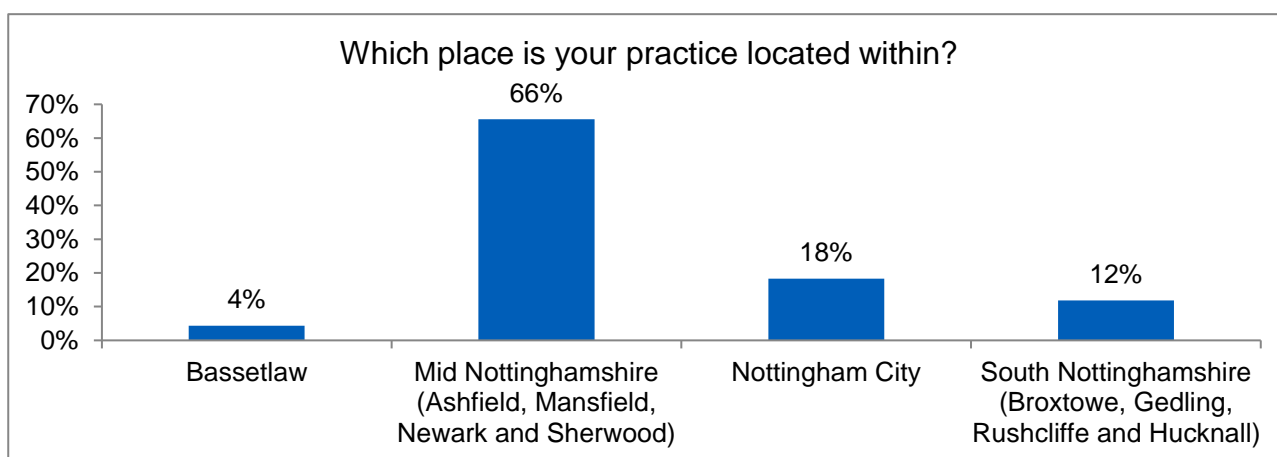 Which place is your practice located within?
70%
60%
50%
40%
30%
20%
10%
0%
4%
66%
18%
12%
Bassetlaw
Mid Nottinghamshire
(Ashfield, Mansfield,
Newark and Sherwood)
Nottingham City
South Nottinghamshire
(Broxtowe, Gedling,
Rushcliffe and Hucknall)